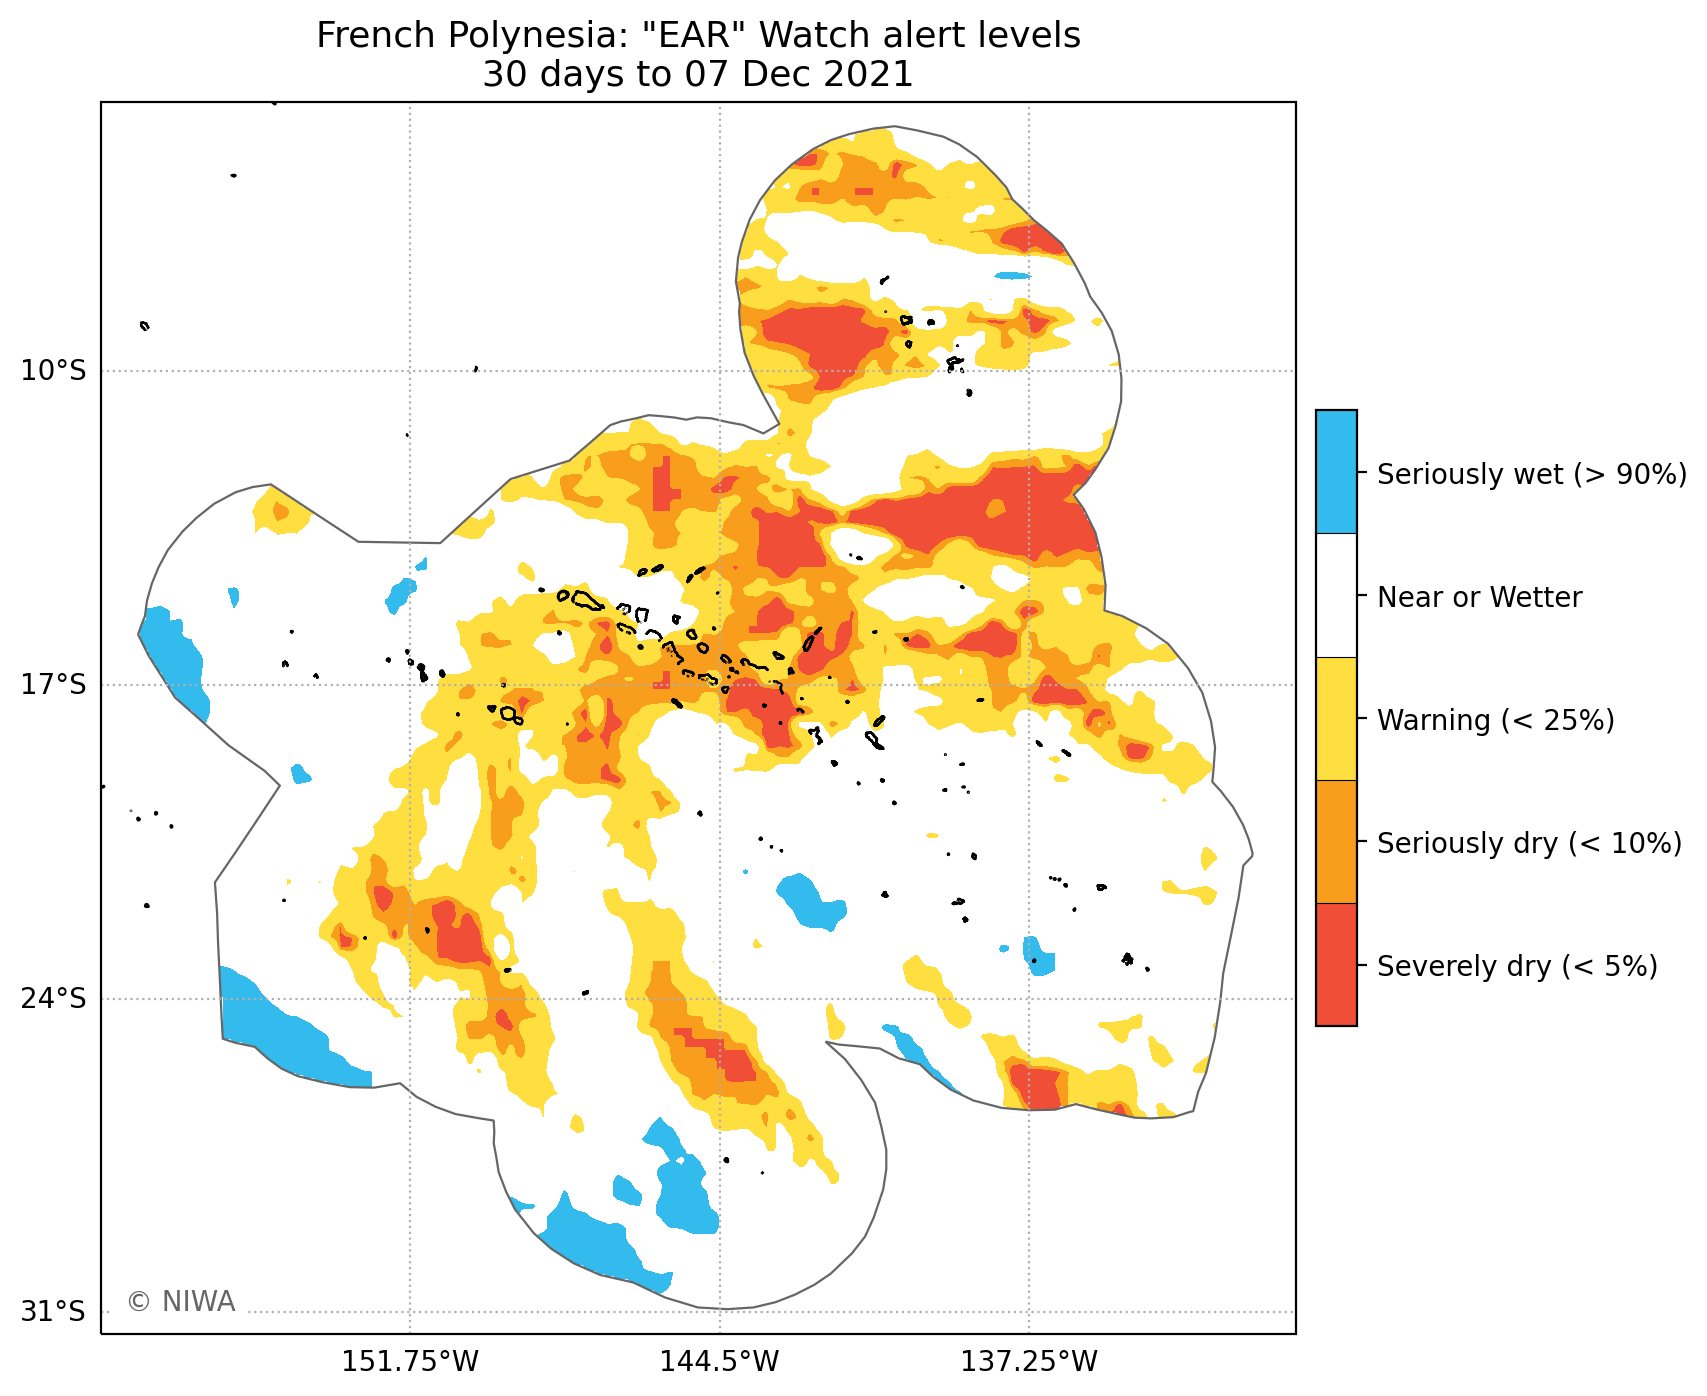 French Polynesia: "EAR" Watch alert levels
30 days to 07 Dec 2021
10°S
17°S
24°S
31°S
151.75°W
144.5°W
137.25°W
© NIWA
Seriously wet (> 90%)
Near or Wetter
Warning (< 25%)
Seriously dry (< 10%)
Severely dry (< 5%)